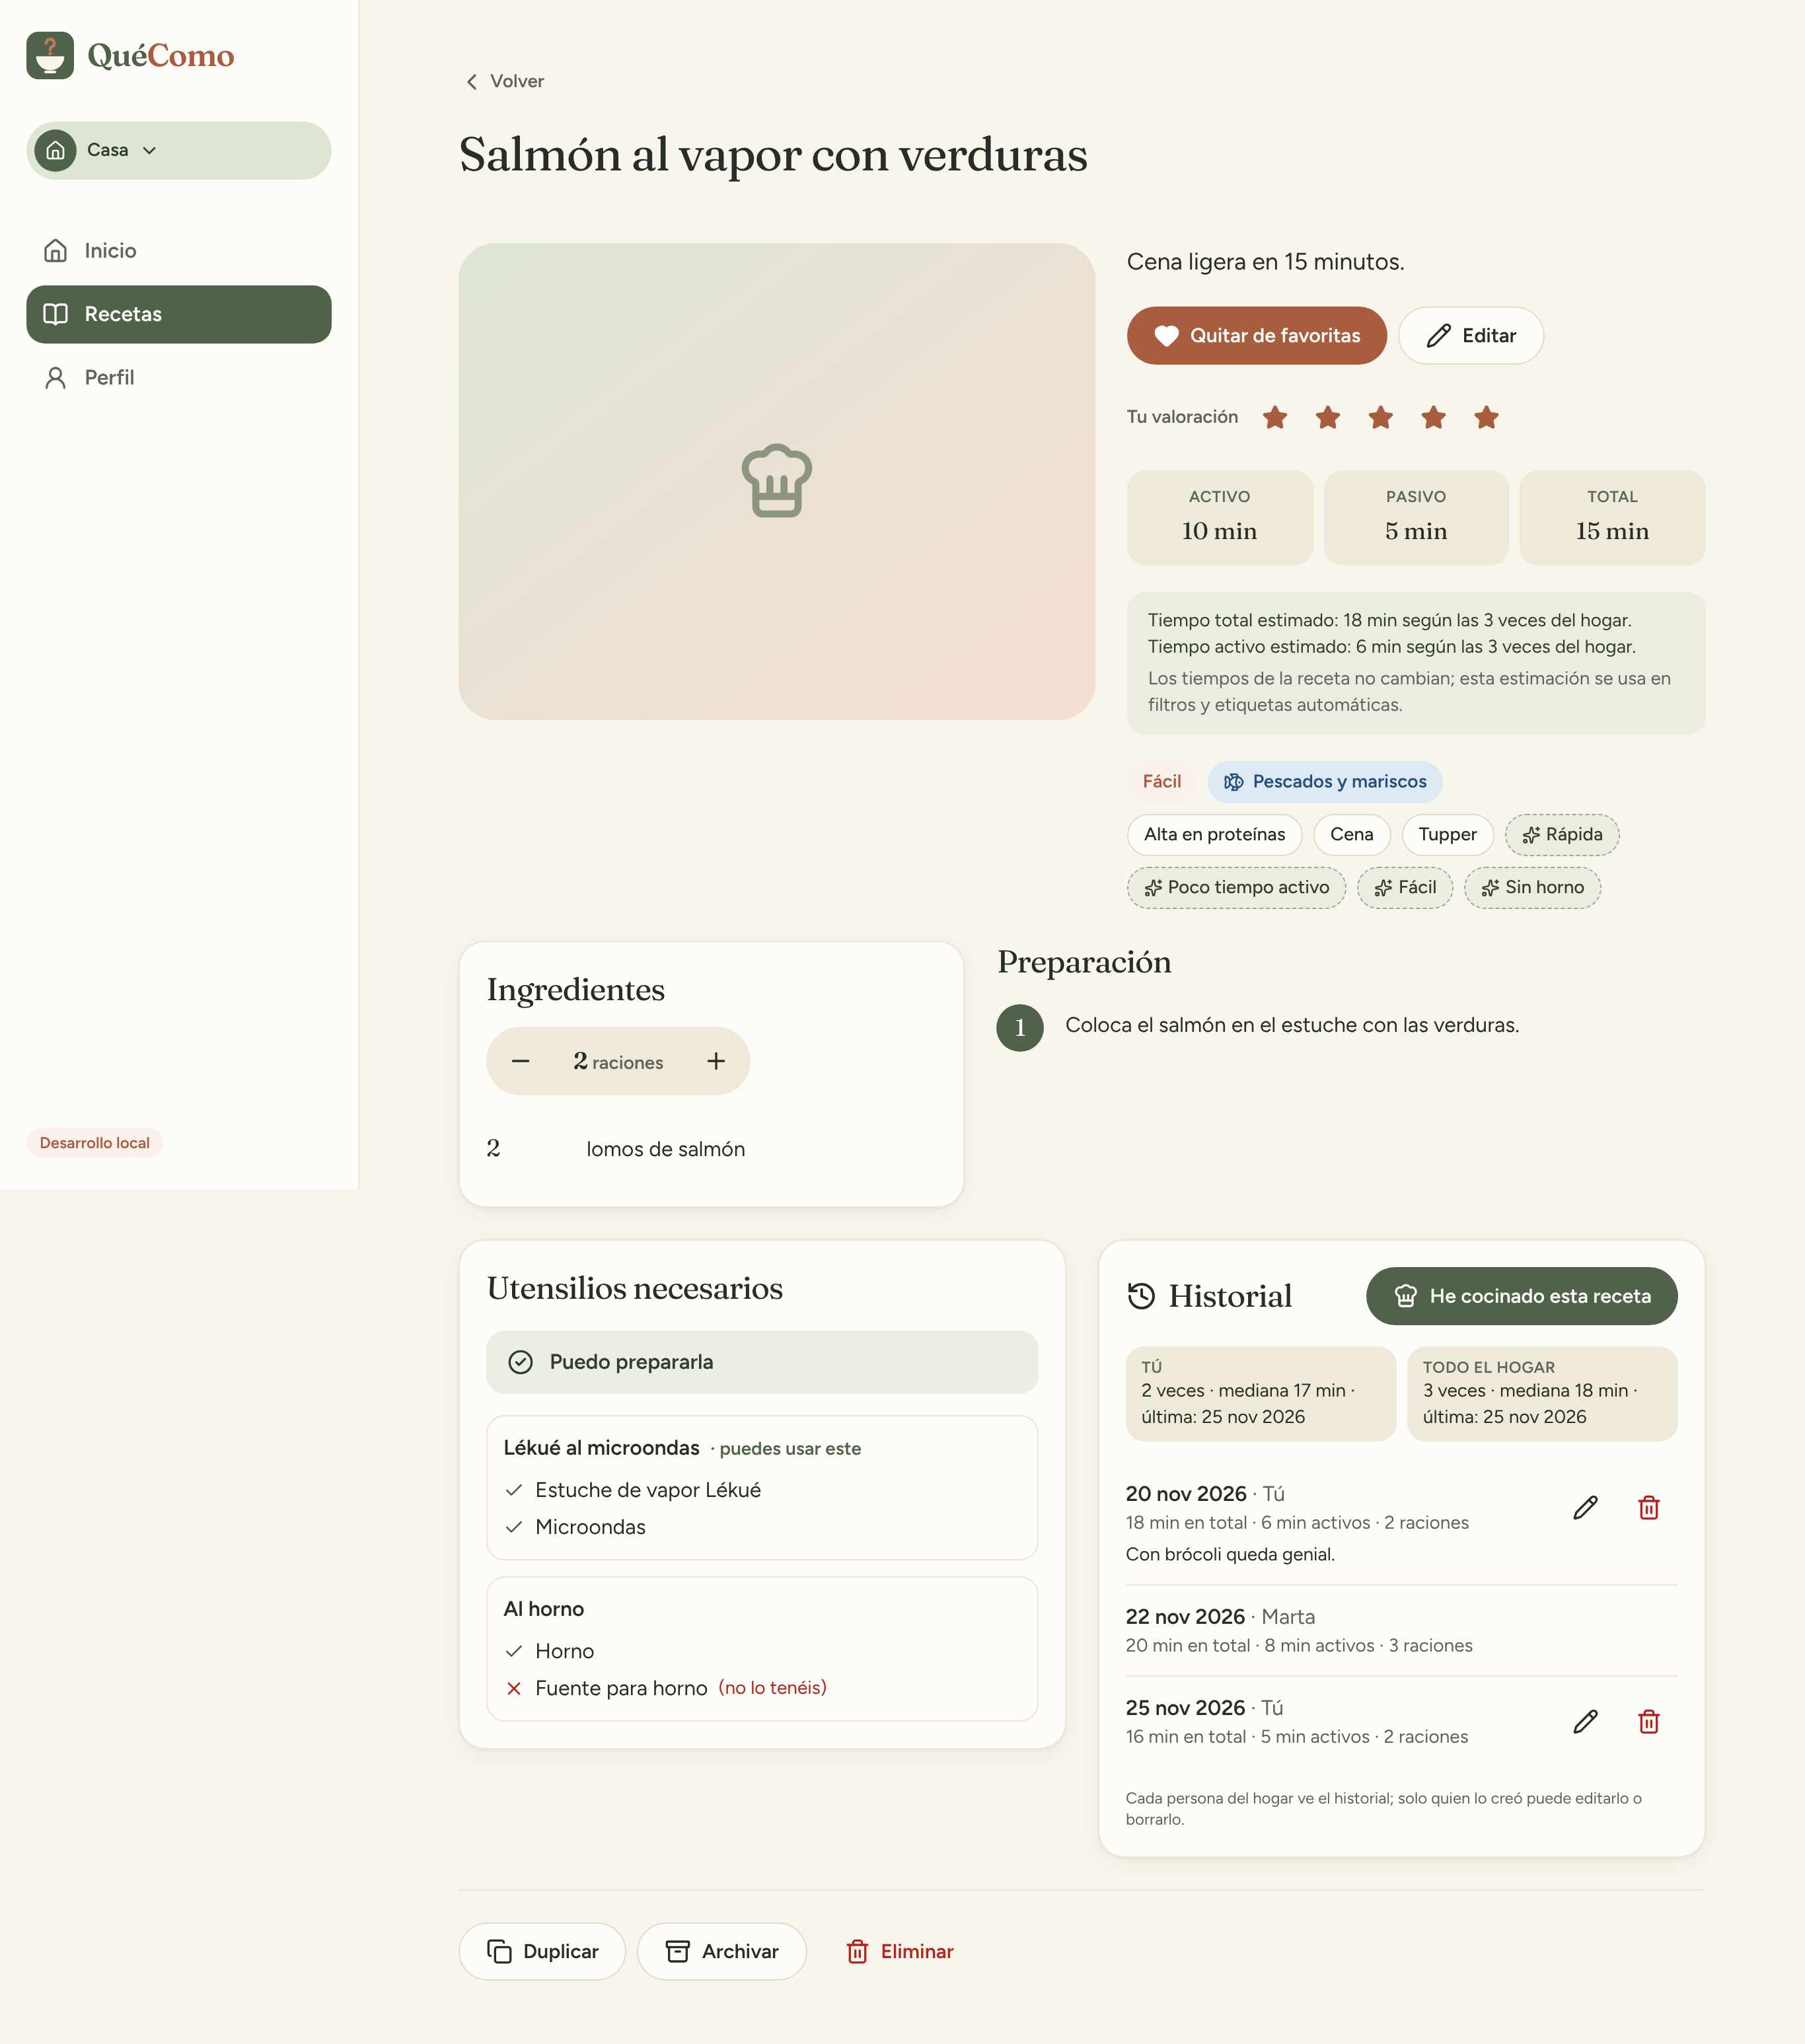 QuéComo
Casa
Inicio
Recetas
Perfil
Desarrollo local
Volver
Salmón al vapor con verduras
Cena ligera en 15 minutos.
Quitar de favoritas
Editar
Tu valoración
ACTIVO
10 min
PASIVO
5 min
TOTAL
15 min
Tiempo total estimado: 18 min según las 3 veces del hogar.
Tiempo activo estimado: 6 min según las 3 veces del hogar.
Los tiempos de la receta no cambian; esta estimación se usa en
filtros y etiquetas automáticas.
Fácil
Pescados y mariscos
Alta en proteínas
Cena
Tupper
Rápida
Poco tiempo activo
Fácil
Sin horno
Ingredientes
2 raciones
2 lomos de salmón
Preparación
1 Coloca el salmón en el estuche con las verduras.
Utensilios necesarios
Puedo prepararla
Lékué al microondas · puedes usar este
Estuche de vapor Lékué
Microondas
Al horno
Horno
Fuente para horno (no lo tenéis)
Historial
He cocinado esta receta
TÚ
2 veces · mediana 17 min ·
última: 25 nov 2026
TODO EL HOGAR
3 veces · mediana 18 min ·
última: 25 nov 2026
20 nov 2026 · Tú
18 min en total · 6 min activos · 2 raciones
Con brócoli queda genial.
22 nov 2026 · Marta
20 min en total · 8 min activos · 3 raciones
25 nov 2026 · Tú
16 min en total · 5 min activos · 2 raciones
Cada persona del hogar ve el historial; solo quien lo creó puede editarlo o
borrarlo.
Duplicar
Archivar
Eliminar